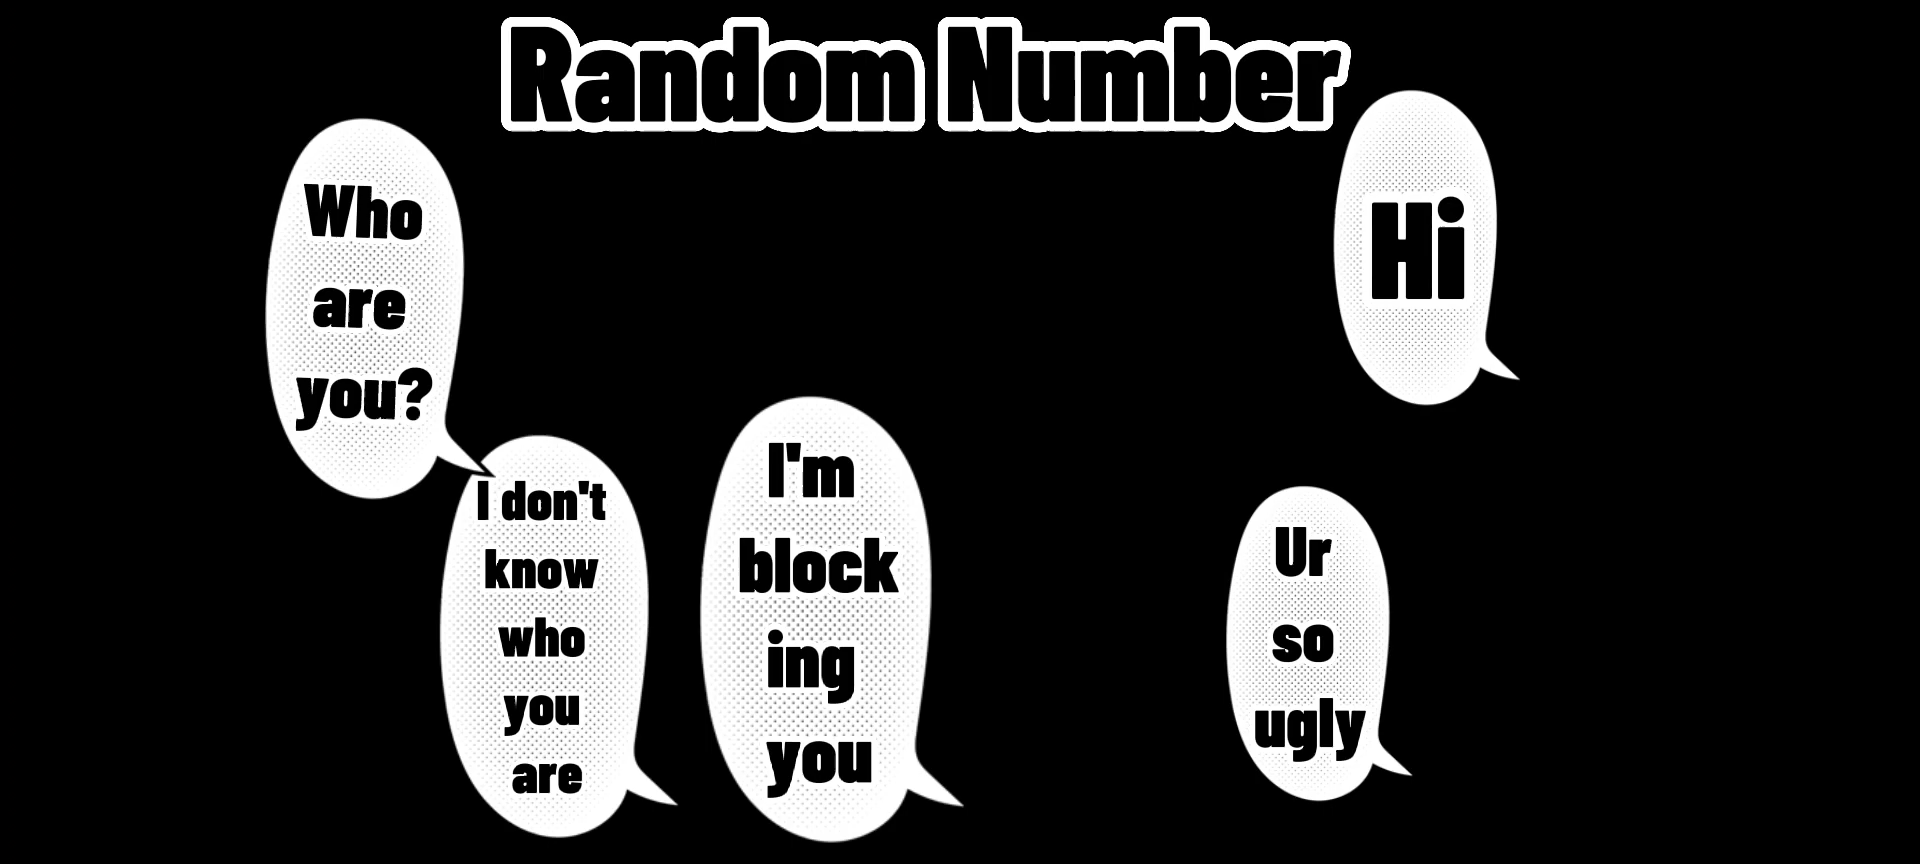 Random Number
Hi
Who
are
you?
Ur
so
ugly
I don't
know
who
you
are
I'm
block
ing
you